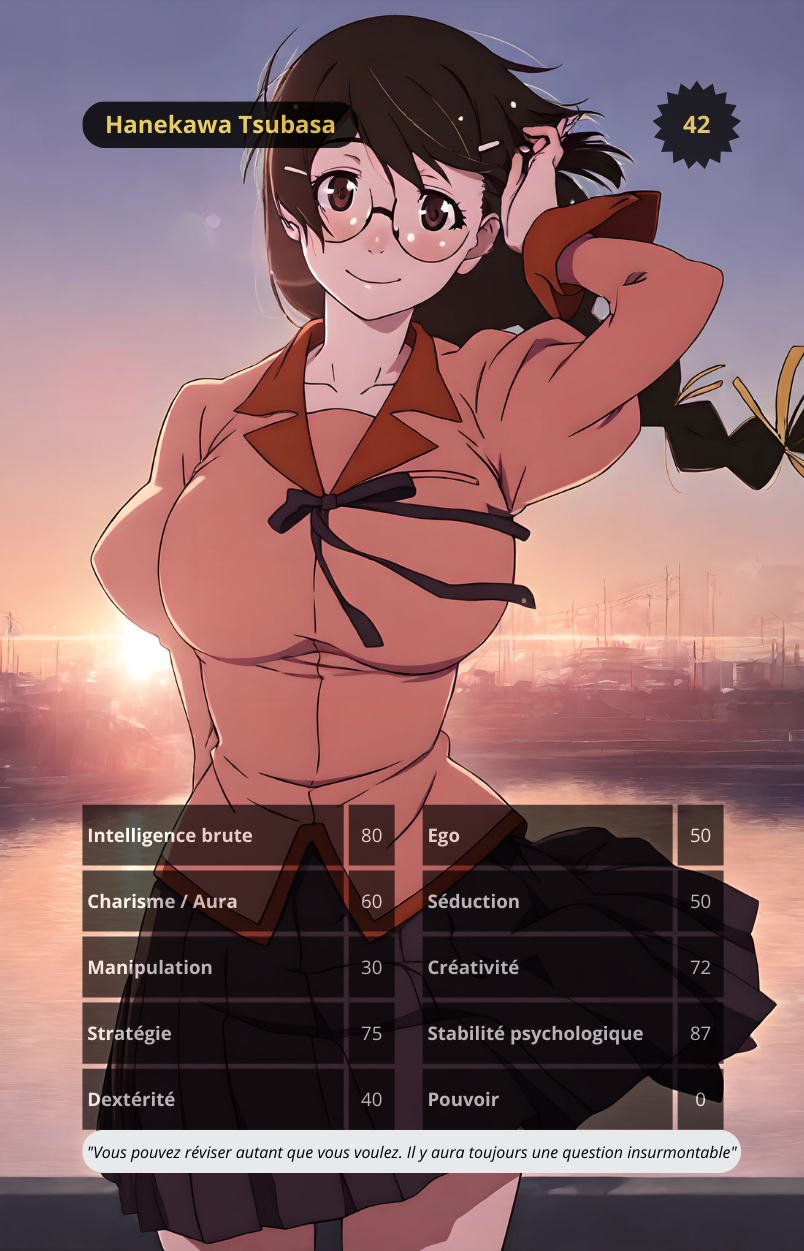 Hanekawa Tsubasa
42
Intelligence brute 80
Ego 50
Charisme / Aura 60
Séduction 50
Manipulation 30
Créativité 72
Stratégie 75
Stabilité psychologique 87
Dextérité 40
Pouvoir 0
"Vous pouvez réviser autant que vous voulez. Il y aura toujours une question insurmontable"